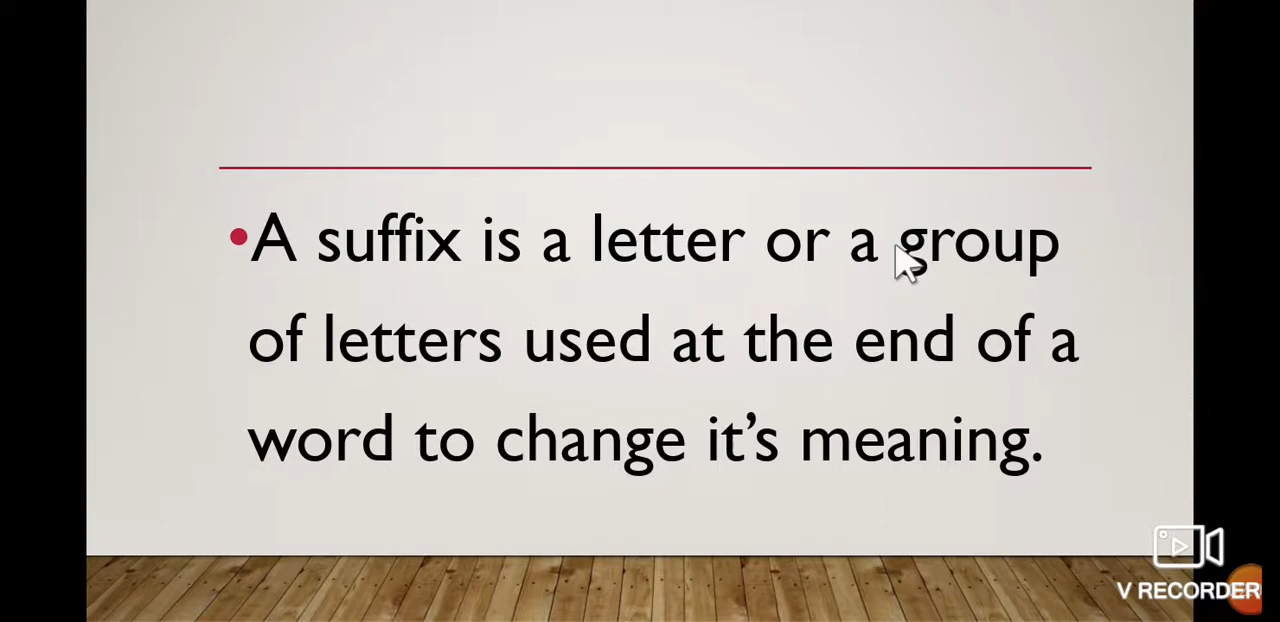 •A suffix is a letter or a group
of letters used at the end of a
word to change it’s meaning.
V RECORDER